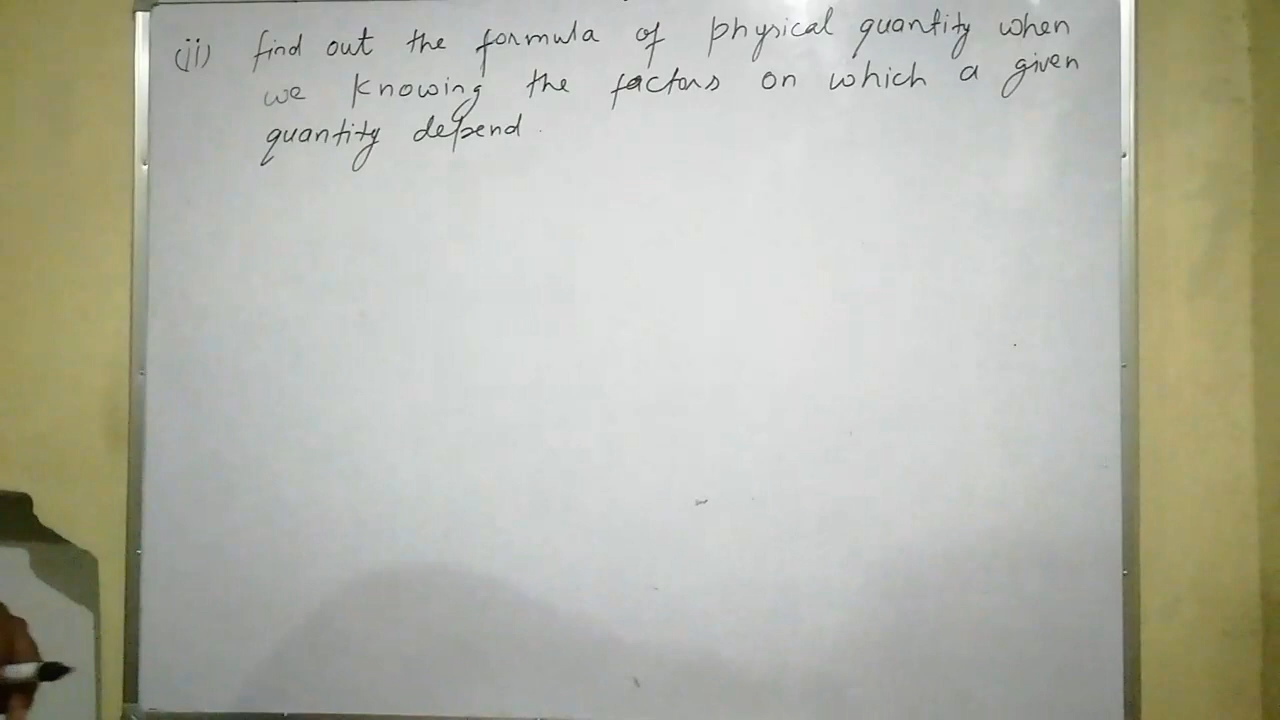 (ii) find out the formula of physical quantity when
we knowing the factors on which a given
quantity depend.